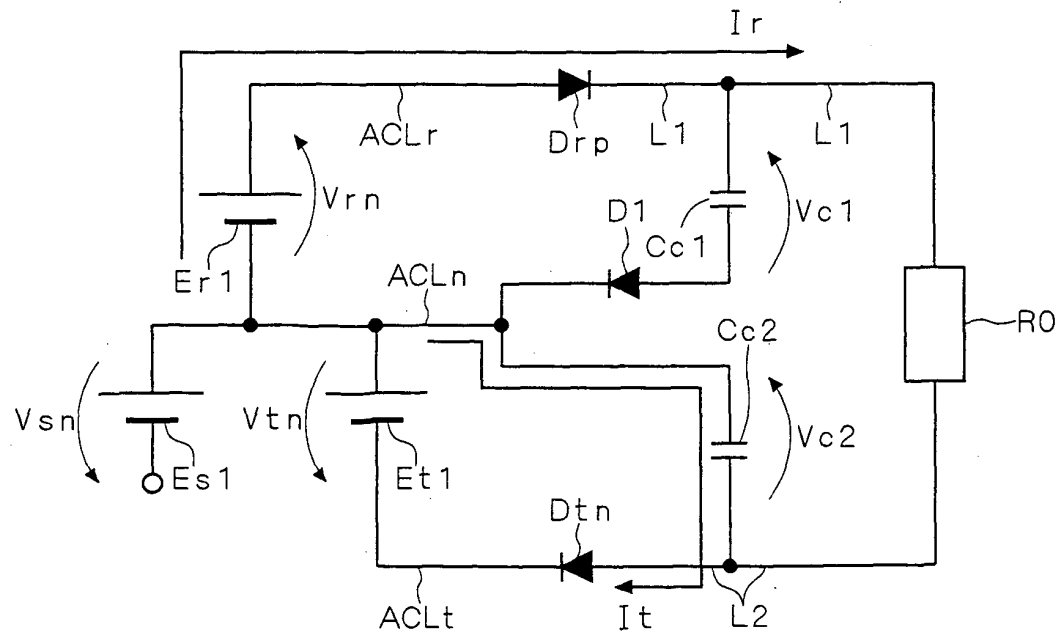 Ir
ACLr
Drp
L1
L1
Vrn
D1
Cc1
Vc1
Er1
ACLn
R0
Cc2
Vsn
Vtn
Vc2
Es1
Et1
Dtn
ACLt
It
L2